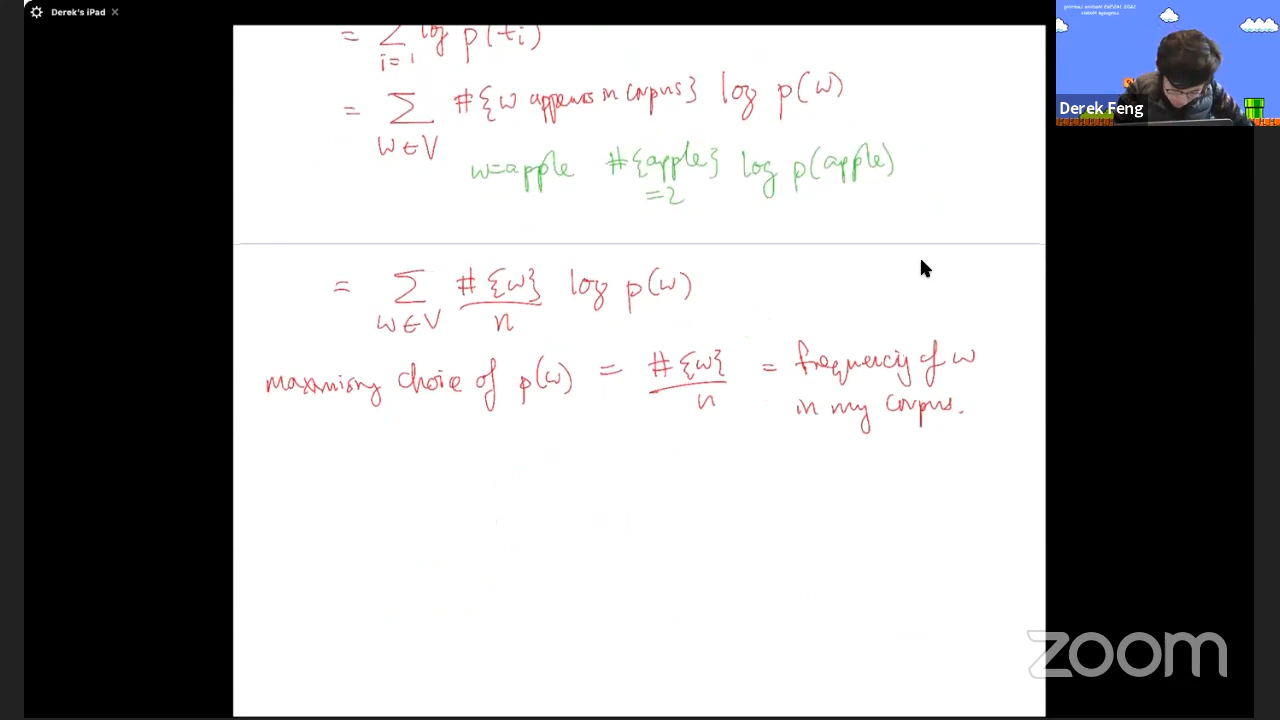 Derek's iPad
= Σ log p(ti)
i=1
= Σ #{w appears in corpus} log p(w)
w∈V
w=apple #{apple} log p(apple)
=2
= Σ #{w} log p(w)
w∈V n
maximising choice of p(w) = #{w} = frequency of w
n in my corpus.
Derek Feng
zoom